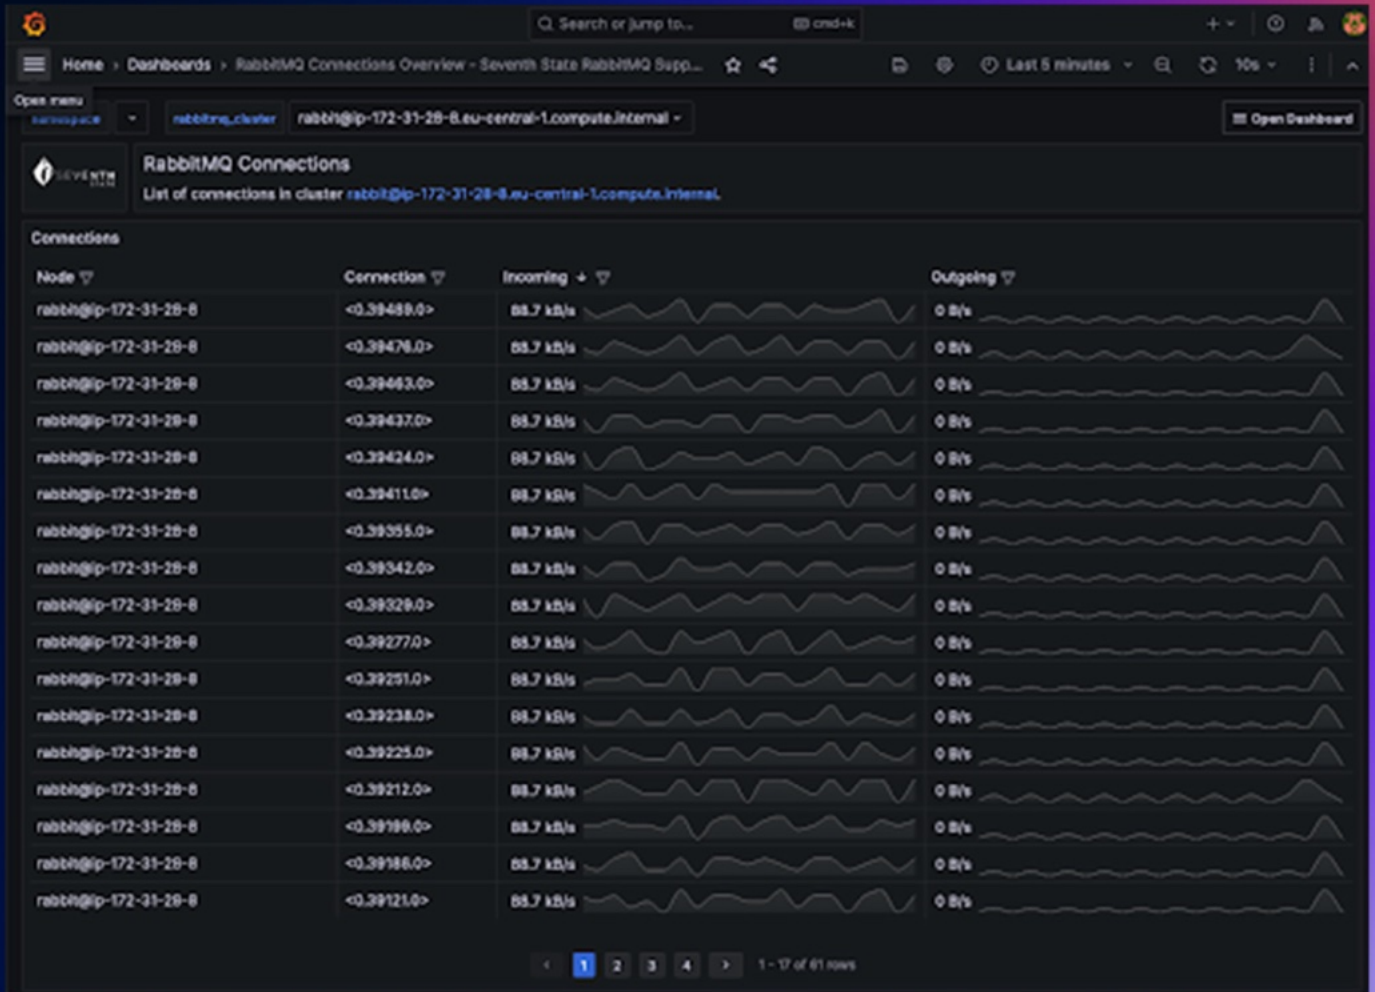 Search or jump to... cmd+k
Home › Dashboards › RabbitMQ Connections Overview - Seventh State RabbitMQ Supp... Last 5 minutes 10s
Open menu
namespace rabbitmq_cluster rabbit@ip-172-31-28-8.eu-central-1.compute.internal Open Dashboard
SEVENTH STATE
RabbitMQ Connections
List of connections in cluster rabbit@ip-172-31-28-8.eu-central-1.compute.internal.
Connections
Node Connection Incoming Outgoing
rabbit@ip-172-31-28-8 <0.39489.0> 88.7 kB/s 0 B/s
rabbit@ip-172-31-28-8 <0.39476.0> 88.7 kB/s 0 B/s
rabbit@ip-172-31-28-8 <0.39463.0> 88.7 kB/s 0 B/s
rabbit@ip-172-31-28-8 <0.39437.0> 88.7 kB/s 0 B/s
rabbit@ip-172-31-28-8 <0.39424.0> 88.7 kB/s 0 B/s
rabbit@ip-172-31-28-8 <0.39411.0> 88.7 kB/s 0 B/s
rabbit@ip-172-31-28-8 <0.39355.0> 88.7 kB/s 0 B/s
rabbit@ip-172-31-28-8 <0.39342.0> 88.7 kB/s 0 B/s
rabbit@ip-172-31-28-8 <0.39329.0> 88.7 kB/s 0 B/s
rabbit@ip-172-31-28-8 <0.39277.0> 88.7 kB/s 0 B/s
rabbit@ip-172-31-28-8 <0.39251.0> 88.7 kB/s 0 B/s
rabbit@ip-172-31-28-8 <0.39238.0> 88.7 kB/s 0 B/s
rabbit@ip-172-31-28-8 <0.39225.0> 88.7 kB/s 0 B/s
rabbit@ip-172-31-28-8 <0.39212.0> 88.7 kB/s 0 B/s
rabbit@ip-172-31-28-8 <0.39199.0> 88.7 kB/s 0 B/s
rabbit@ip-172-31-28-8 <0.39186.0> 88.7 kB/s 0 B/s
rabbit@ip-172-31-28-8 <0.39121.0> 88.7 kB/s 0 B/s
‹ 1 2 3 4 › 1 - 17 of 61 rows